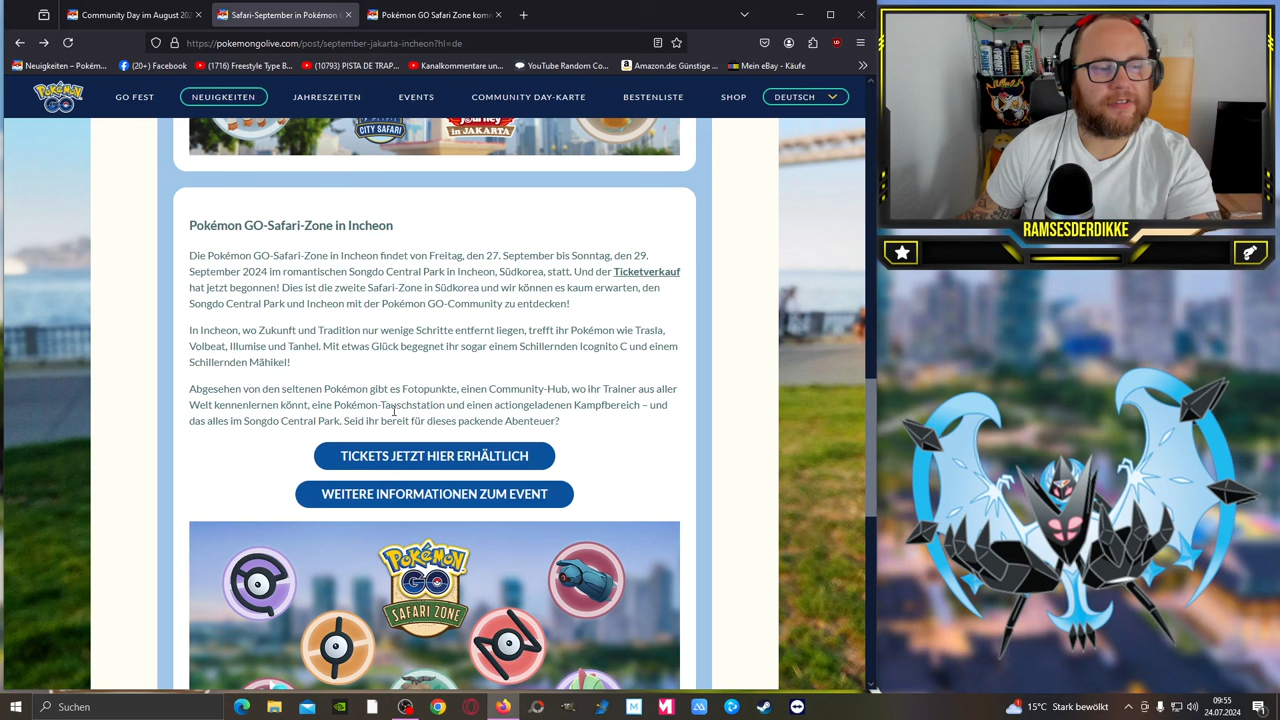 Community Day im August 202
Safari-September in Pokémon
Pokémon GO Safari Zone komm
https://pokemongolive.com/post/september-jakarta-incheon?hl=de
Neuigkeiten – Pokém...
(20+) Facebook
(1716) Freestyle Type B...
(10793) PISTA DE TRAP...
Kanalkommentare un...
YouTube Random Co...
Amazon.de: Günstige ...
Mein eBay - Käufe
POKÉMON GO
GO FEST
NEUIGKEITEN
JAHRESZEITEN
EVENTS
COMMUNITY DAY-KARTE
BESTENLISTE
SHOP
DEUTSCH
CITY SAFARI
Journey
in JAKARTA
Pokémon GO-Safari-Zone in Incheon
Die Pokémon GO-Safari-Zone in Incheon findet von Freitag, den 27. September bis Sonntag, den 29.
September 2024 im romantischen Songdo Central Park in Incheon, Südkorea, statt. Und der Ticketverkauf
hat jetzt begonnen! Dies ist die zweite Safari-Zone in Südkorea und wir können es kaum erwarten, den
Songdo Central Park und Incheon mit der Pokémon GO-Community zu entdecken!
In Incheon, wo Zukunft und Tradition nur wenige Schritte entfernt liegen, trefft ihr Pokémon wie Trasla,
Volbeat, Illumise und Tanhel. Mit etwas Glück begegnet ihr sogar einem Schillernden Icognito C und einem
Schillernden Mähikel!
Abgesehen von den seltenen Pokémon gibt es Fotopunkte, einen Community-Hub, wo ihr Trainer aus aller
Welt kennenlernen könnt, eine Pokémon-Tauschstation und einen actiongeladenen Kampfbereich – und
das alles im Songdo Central Park. Seid ihr bereit für dieses packende Abenteuer?
TICKETS JETZT HIER ERHÄLTLICH
WEITERE INFORMATIONEN ZUM EVENT
POKÉMON
GO
SAFARI ZONE
RAMSESDERDIKKE
Suchen
15°C Stark bewölkt
09:55
24.07.2024